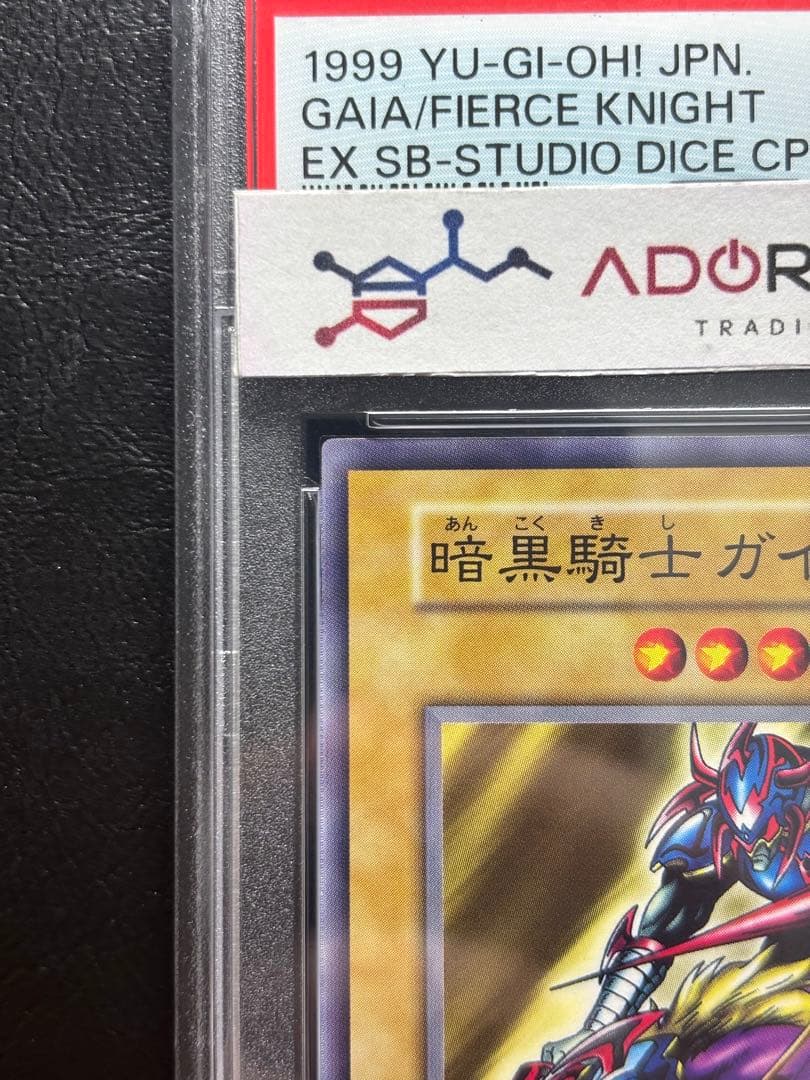 1999 YU-GI-OH! JPN.
GAIA/FIERCE KNIGHT
EX SB-STUDIO DICE CP
ADOR
TRADI
あん こく き し
暗黒騎士ガイ